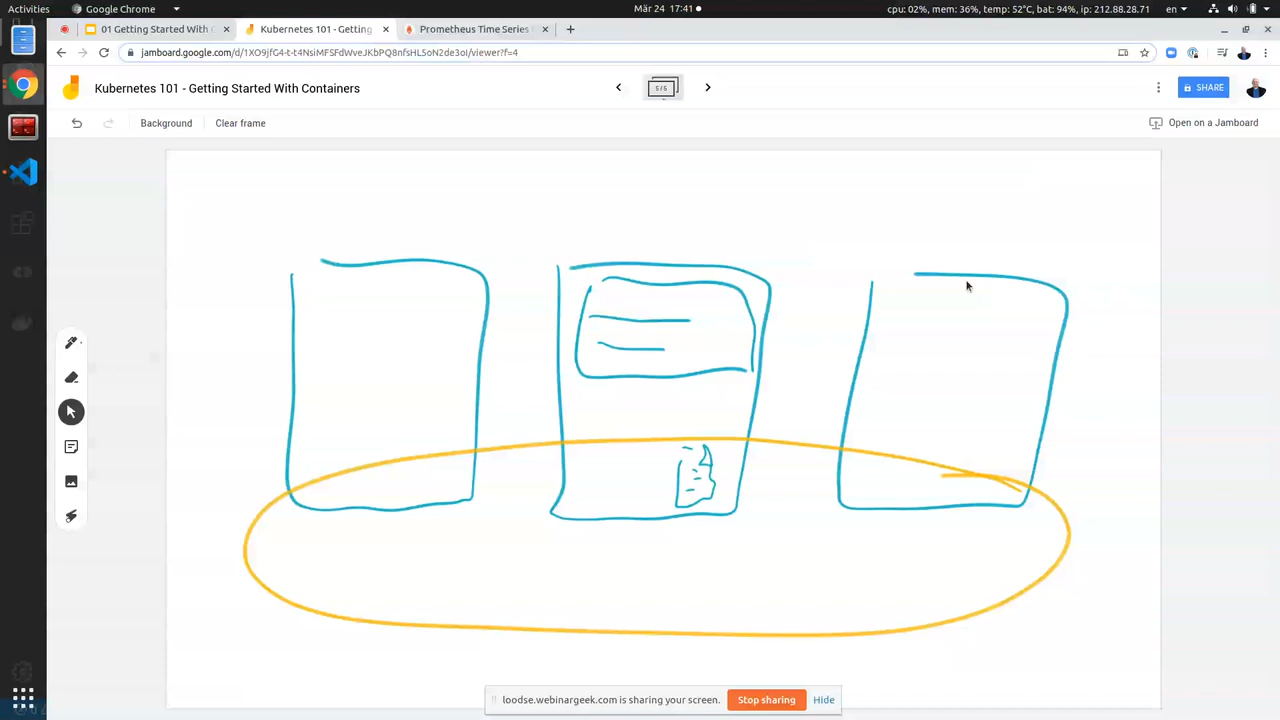 Activities
Google Chrome
Mär 24 17:41
cpu: 02%, mem: 36%, temp: 52°C, bat: 94%, ip: 212.88.28.71
en
01 Getting Started With C
Kubernetes 101 - Getting
Prometheus Time Series
jamboard.google.com/d/1XO9jfG4-t-t4NsiMFSFdWveJKbPQ8nfsHL5oN2de3oI/viewer?f=4
Kubernetes 101 - Getting Started With Containers
5/5
SHARE
Background
Clear frame
Open on a Jamboard
loodse.webinargeek.com is sharing your screen.
Stop sharing
Hide